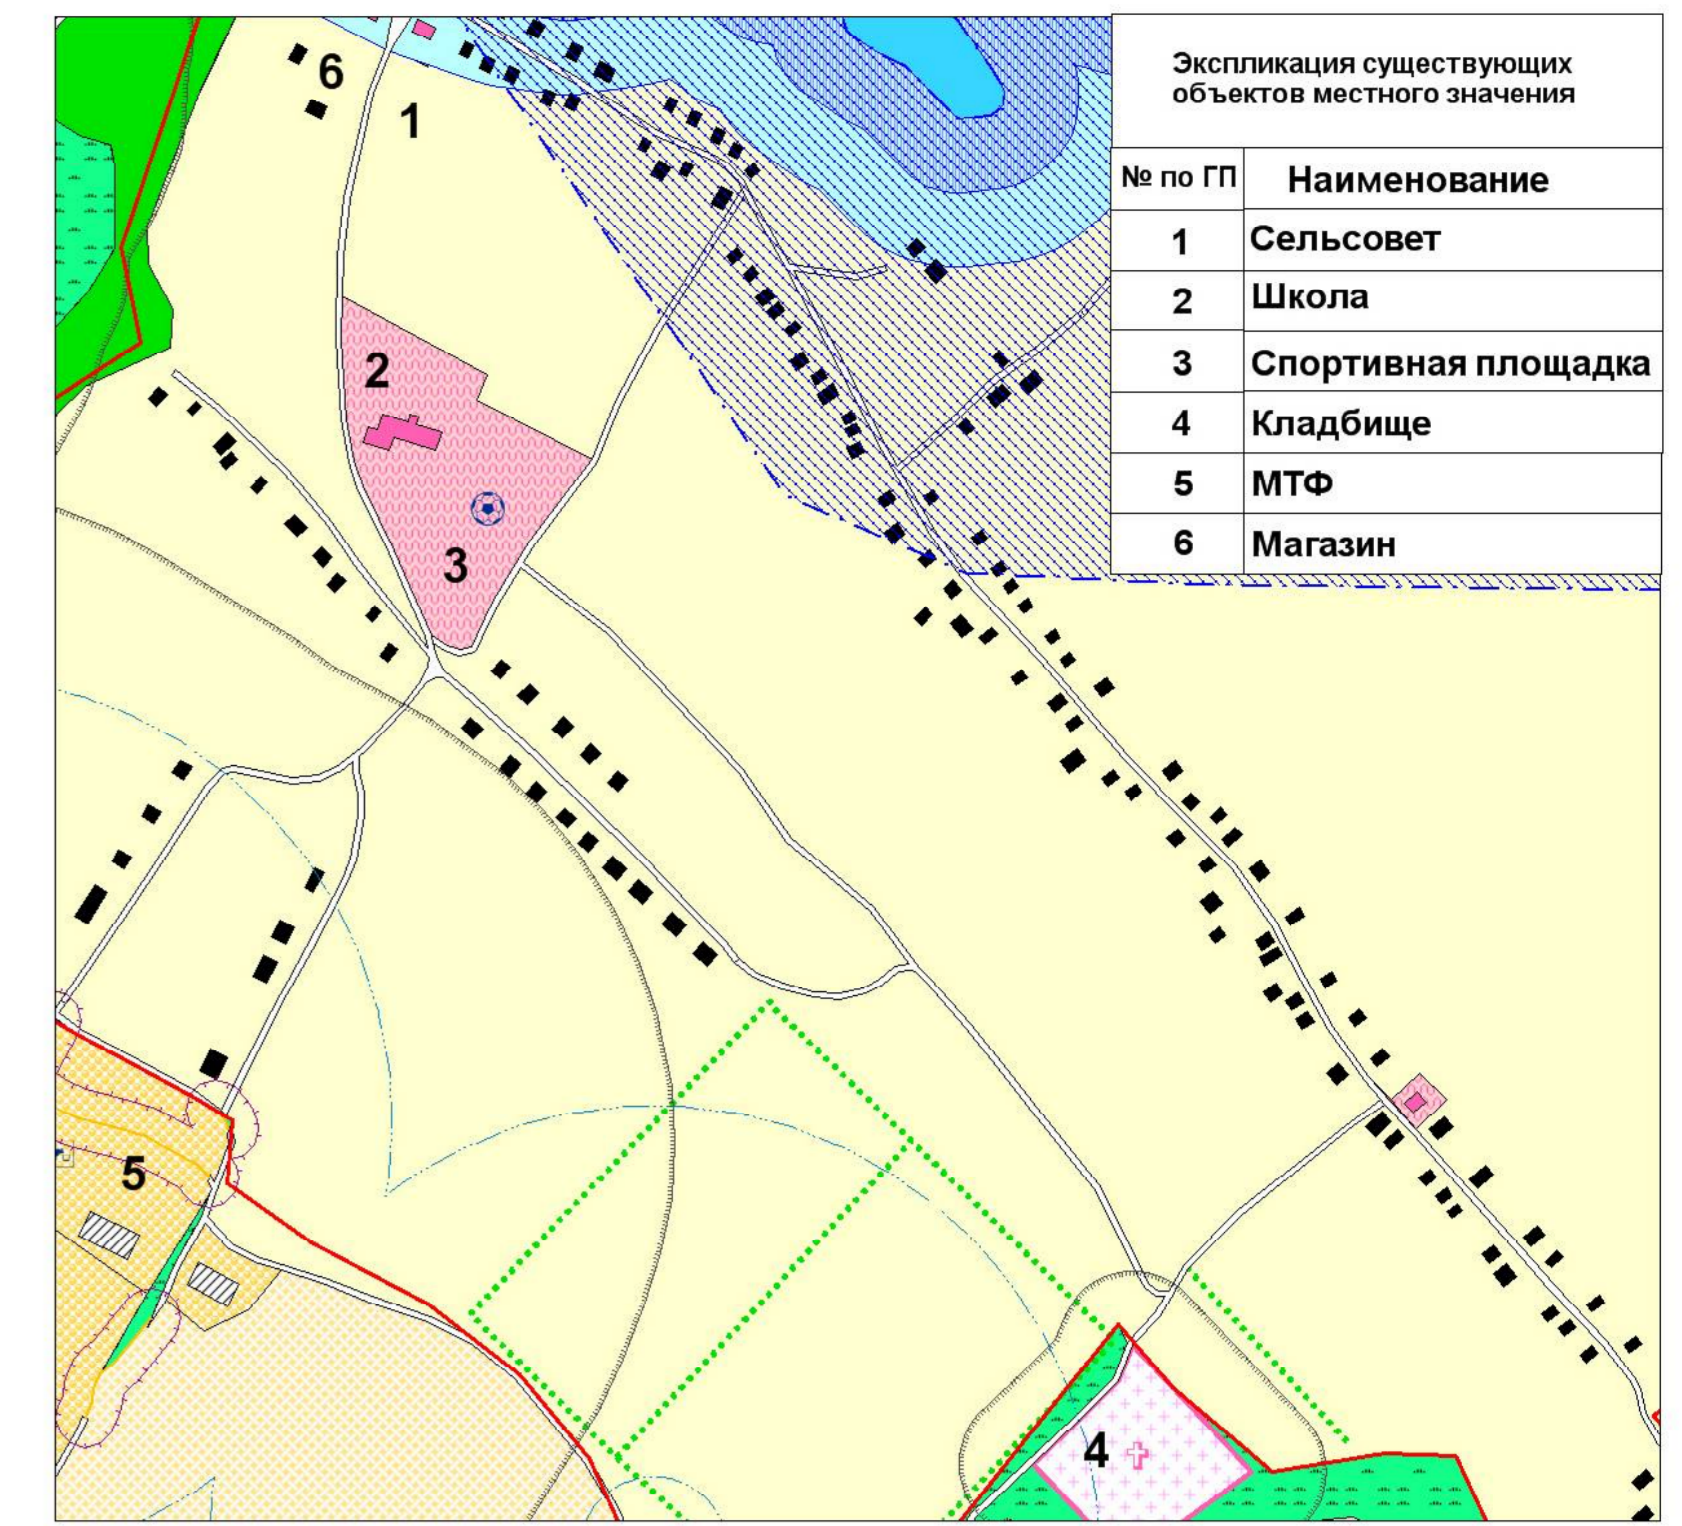 Экспликация существующих
объектов местного значения
№ по ГП Наименование
1 Сельсовет
2 Школа
3 Спортивная площадка
4 Кладбище
5 МТФ
6 Магазин
6
1
2
3
5
4